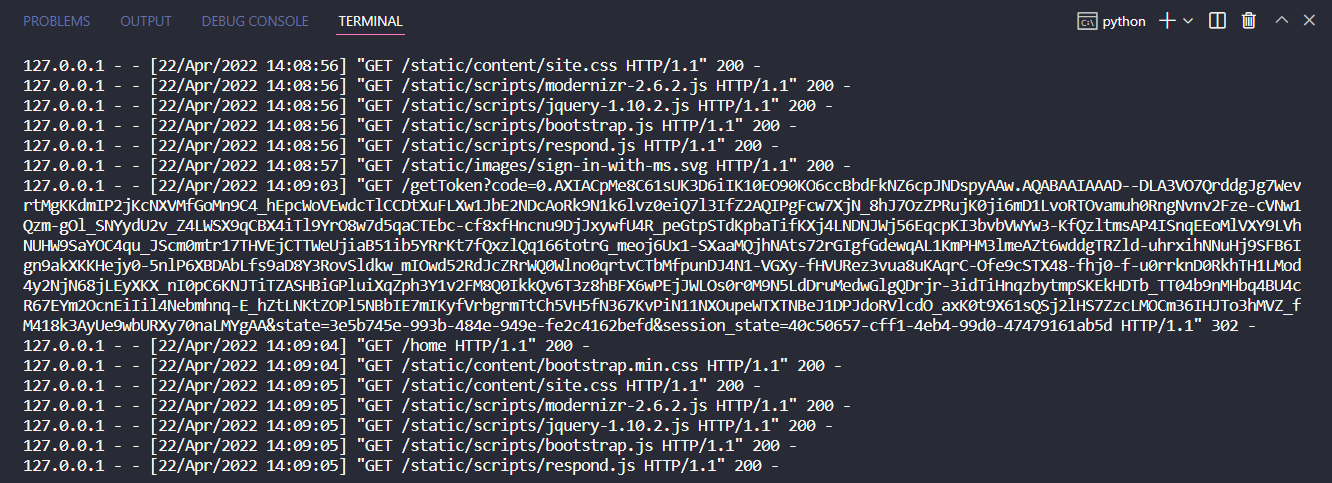 PROBLEMS OUTPUT DEBUG CONSOLE TERMINAL python
127.0.0.1 - - [22/Apr/2022 14:08:56] "GET /static/content/site.css HTTP/1.1" 200 -
127.0.0.1 - - [22/Apr/2022 14:08:56] "GET /static/scripts/modernizr-2.6.2.js HTTP/1.1" 200 -
127.0.0.1 - - [22/Apr/2022 14:08:56] "GET /static/scripts/jquery-1.10.2.js HTTP/1.1" 200 -
127.0.0.1 - - [22/Apr/2022 14:08:56] "GET /static/scripts/bootstrap.js HTTP/1.1" 200 -
127.0.0.1 - - [22/Apr/2022 14:08:56] "GET /static/scripts/respond.js HTTP/1.1" 200 -
127.0.0.1 - - [22/Apr/2022 14:08:57] "GET /static/images/sign-in-with-ms.svg HTTP/1.1" 200 -
127.0.0.1 - - [22/Apr/2022 14:09:03] "GET /getToken?code=0.AXIACpMe8C61sUK3D6iIK10EO90KO6ccBbdFkNZ6cpJNDspyAAw.AQABAAIAAAD--DLA3VO7QrddgJg7Wev
rtMgKKdmIP2jKcNXVMfGoMn9C4_hEpcWoVEwdcTlCCDtXuFLXw1JbE2NDcAoRk9N1k6lvz0eiQ7l3IfZ2AQIPgFcw7XjN_8hJ7OzZPRujK0ji6mD1LvoRTOvamuh0RngNvnv2Fze-cVNw1
Qzm-gOl_SNYydU2v_Z4LWSX9qCBX4iTl9YrO8w7d5qaCTEbc-cf8xfHncnu9DjJxywfU4R_peGtpSTdKpbaTifKXj4LNDNJWj56EqcpKI3bvbVWYw3-KfQzltmsAP4ISnqEEoMlVXY9LVh
NUHW9SaYOC4qu_JScm0mtr17THVEjCTTWeUjiaB51ib5YRrKt7fQxzlQq166totrG_meoj6Ux1-SXaaMQjhNAts72rGIgfGdewqAL1KmPHM3lmeAZt6wddgTRZld-uhrxihNNuHj9SFB6I
gn9akXKKHejy0-5nlP6XBDAbLfs9aD8Y3RovSldkw_mIOwd52RdJcZRrWQ0Wlno0qrtvCTbMfpunDJ4N1-VGXy-fHVURez3vua8uKAqrC-Ofe9cSTX48-fhj0-f-u0rrknD0RkhTH1LMod
4y2NjN68jLEyXKX_nI0pC6KNJTiTZASHBiGPluiXqZph3Y1v2FM8Q0IkkQv6T3z8hBFX6wPEjJWLOs0r0M9N5LdDruMedwGlgQDrjr-3idTiHnqzbytmpSKEkHDTb_TT04b9nMHbq4BU4c
R67EYm2OcnEiIil4Nebmhnq-E_hZtLNKtZOPl5NBbIE7mIKyfVrbgrmTtCh5VH5fN367KvPiN11NXOupeWTXTNBeJ1DPJdoRVlcdO_axK0t9X61sQSj2lHS7ZzcLMOCm36IHJTo3hMVZ_f
M418k3AyUe9wbURXy70naLMYgAA&state=3e5b745e-993b-484e-949e-fe2c4162befd&session_state=40c50657-cff1-4eb4-99d0-47479161ab5d HTTP/1.1" 302 -
127.0.0.1 - - [22/Apr/2022 14:09:04] "GET /home HTTP/1.1" 200 -
127.0.0.1 - - [22/Apr/2022 14:09:04] "GET /static/content/bootstrap.min.css HTTP/1.1" 200 -
127.0.0.1 - - [22/Apr/2022 14:09:05] "GET /static/content/site.css HTTP/1.1" 200 -
127.0.0.1 - - [22/Apr/2022 14:09:05] "GET /static/scripts/modernizr-2.6.2.js HTTP/1.1" 200 -
127.0.0.1 - - [22/Apr/2022 14:09:05] "GET /static/scripts/jquery-1.10.2.js HTTP/1.1" 200 -
127.0.0.1 - - [22/Apr/2022 14:09:05] "GET /static/scripts/bootstrap.js HTTP/1.1" 200 -
127.0.0.1 - - [22/Apr/2022 14:09:05] "GET /static/scripts/respond.js HTTP/1.1" 200 -